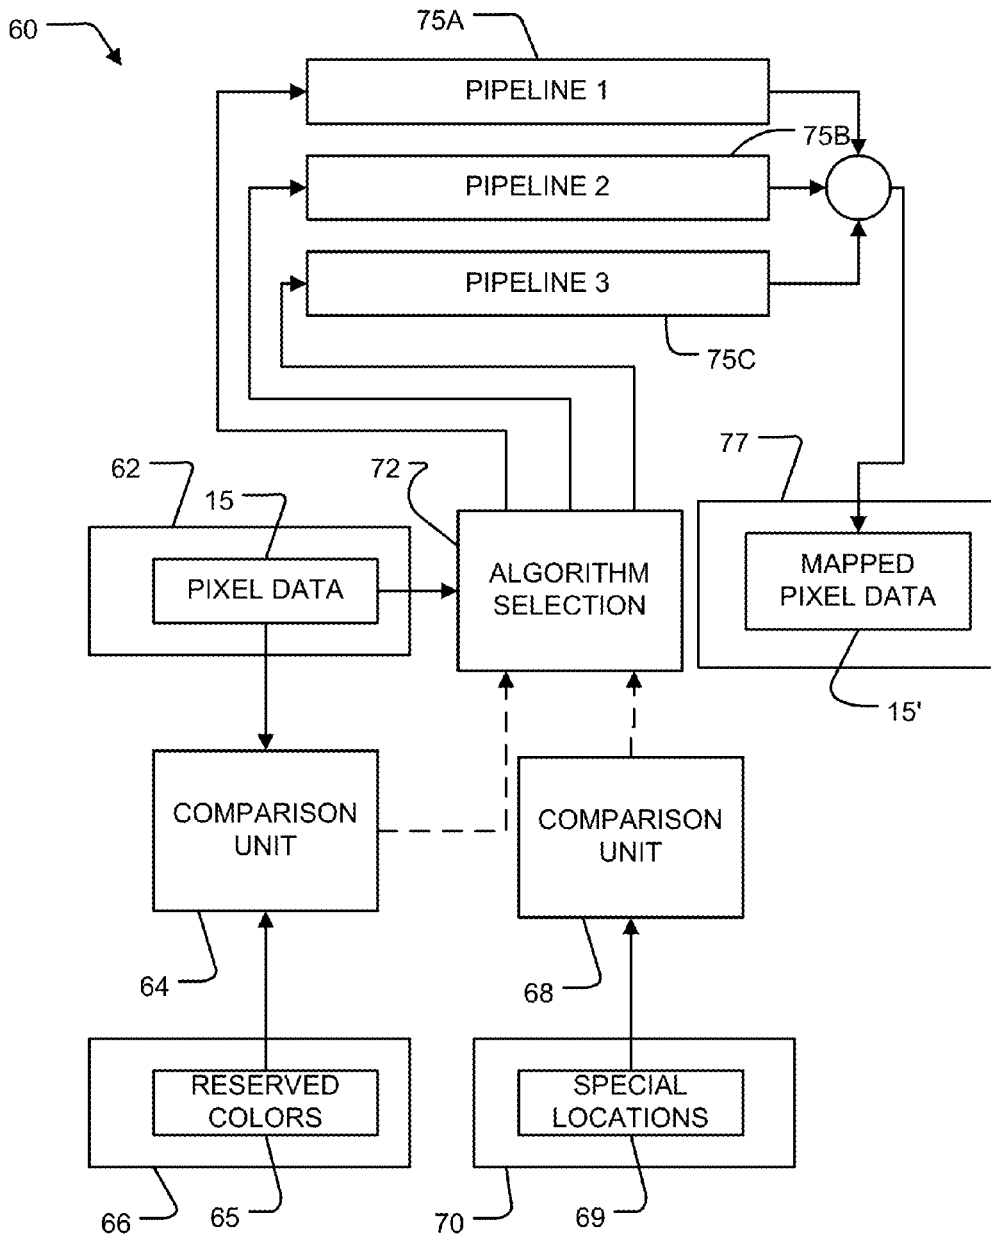 60
75A
PIPELINE 1
75B
PIPELINE 2
PIPELINE 3
75C
62
15
72
77
PIXEL DATA
ALGORITHM
SELECTION
MAPPED
PIXEL DATA
15'
COMPARISON
UNIT
COMPARISON
UNIT
64
68
RESERVED
COLORS
SPECIAL
LOCATIONS
66
65
70
69